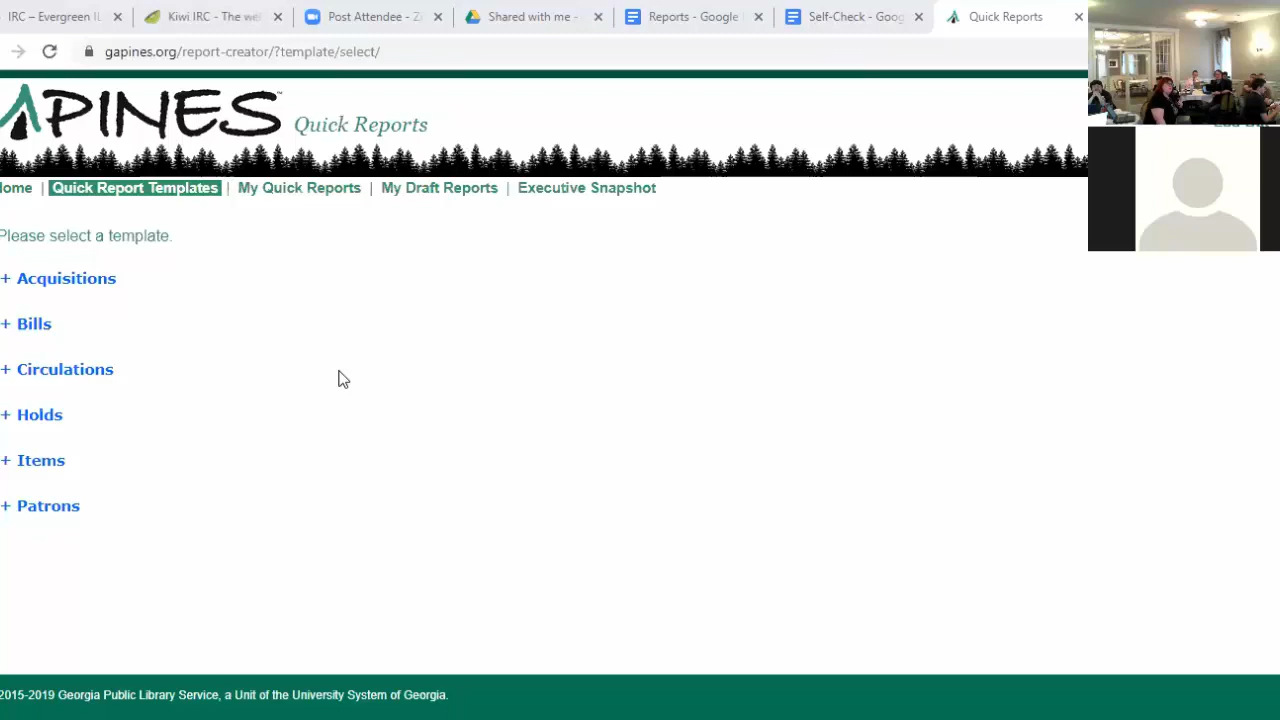 IRC – Evergreen IL
Kiwi IRC - The we
Post Attendee - Z
Shared with me -
Reports - Google
Self-Check - Goog
Quick Reports
gapines.org/report-creator/?template/select/
PINES™
Quick Reports
ome | Quick Report Templates | My Quick Reports | My Draft Reports | Executive Snapshot
Please select a template.
+ Acquisitions
+ Bills
+ Circulations
+ Holds
+ Items
+ Patrons
2015-2019 Georgia Public Library Service, a Unit of the University System of Georgia.